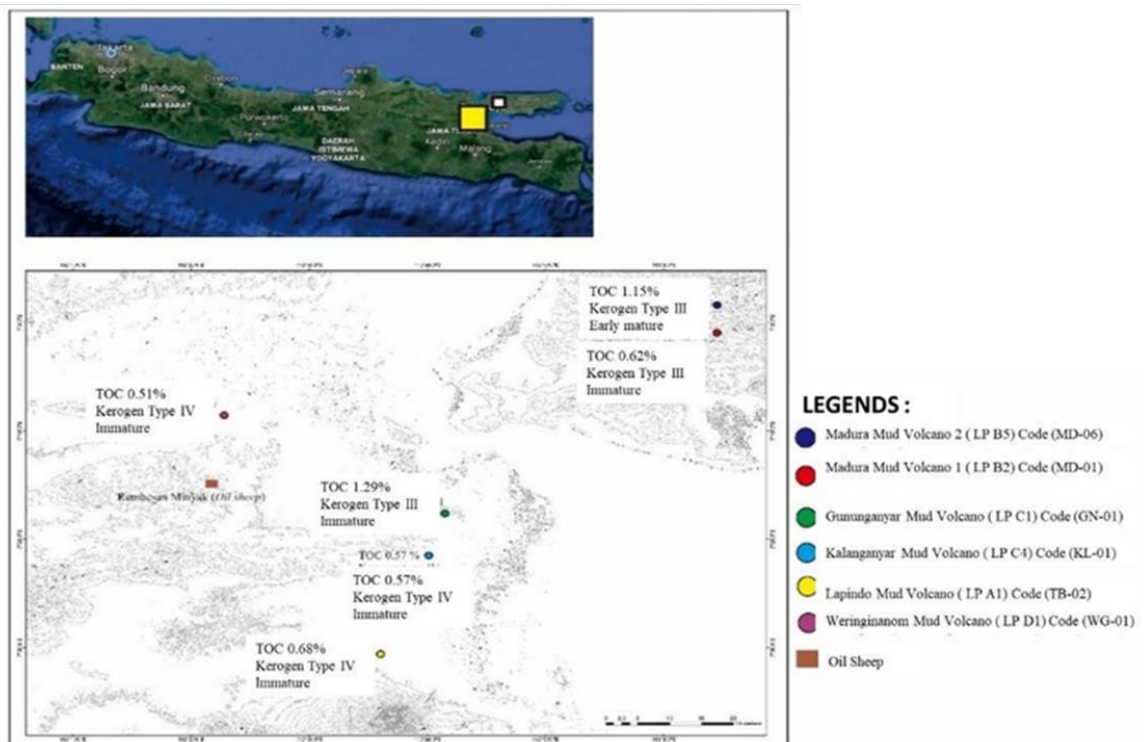 Jakarta
BANTEN
Bogor
Cirebon
Bandung
JAWA BARAT
Semarang
JAWA TENGAH
Purwokerto
DAERAH
ISTIMEWA
YOGYAKARTA
Kediri
Malang
TOC 1.15%
Kerogen Type III
Early mature
TOC 0.62%
Kerogen Type III
Immature
TOC 0.51%
Kerogen Type IV
Immature
Rembesan Minyak (Oil sheep)
TOC 1.29%
Kerogen Type III
Immature
TOC 0.57 %
TOC 0.57%
Kerogen Type IV
Immature
TOC 0.68%
Kerogen Type IV
Immature
LEGENDS :
Madura Mud Volcano 2 ( LP B5) Code (MD-06)
Madura Mud Volcano 1 ( LP B2) Code (MD-01)
Gununganyar Mud Volcano ( LP C1) Code (GN-01)
Kalanganyar Mud Volcano ( LP C4) Code (KL-01)
Lapindo Mud Volcano ( LP A1) Code (TB-02)
Weringinanom Mud Volcano ( LP D1) Code (WG-01)
Oil Sheep